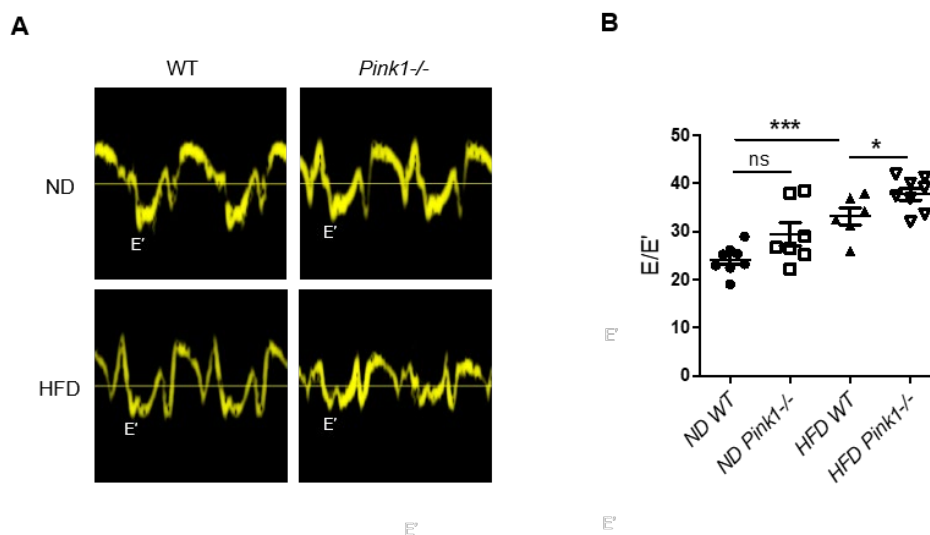 A
WT
Pink1-/-
ND
E'
E'
HFD
E'
E'
E'
B
***
*
ns
50
40
30
20
10
0
E/E'
ND WT
ND Pink1-/-
HFD WT
HFD Pink1-/-
E'
E'